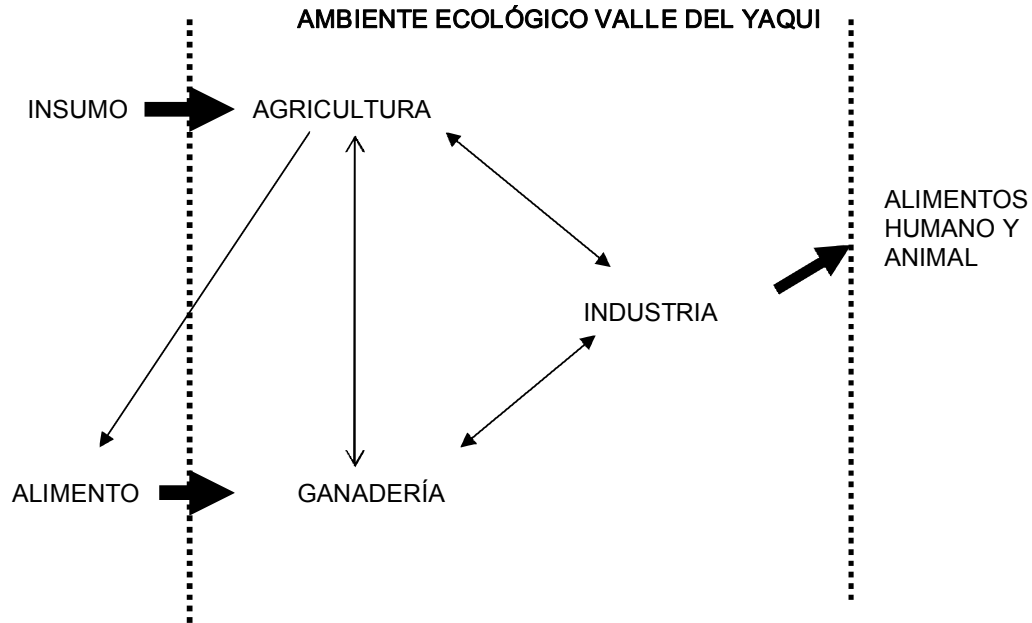 AMBIENTE ECOLÓGICO VALLE DEL YAQUI
INSUMO
AGRICULTURA
ALIMENTOS
HUMANO Y
ANIMAL
INDUSTRIA
ALIMENTO
GANADERÍA